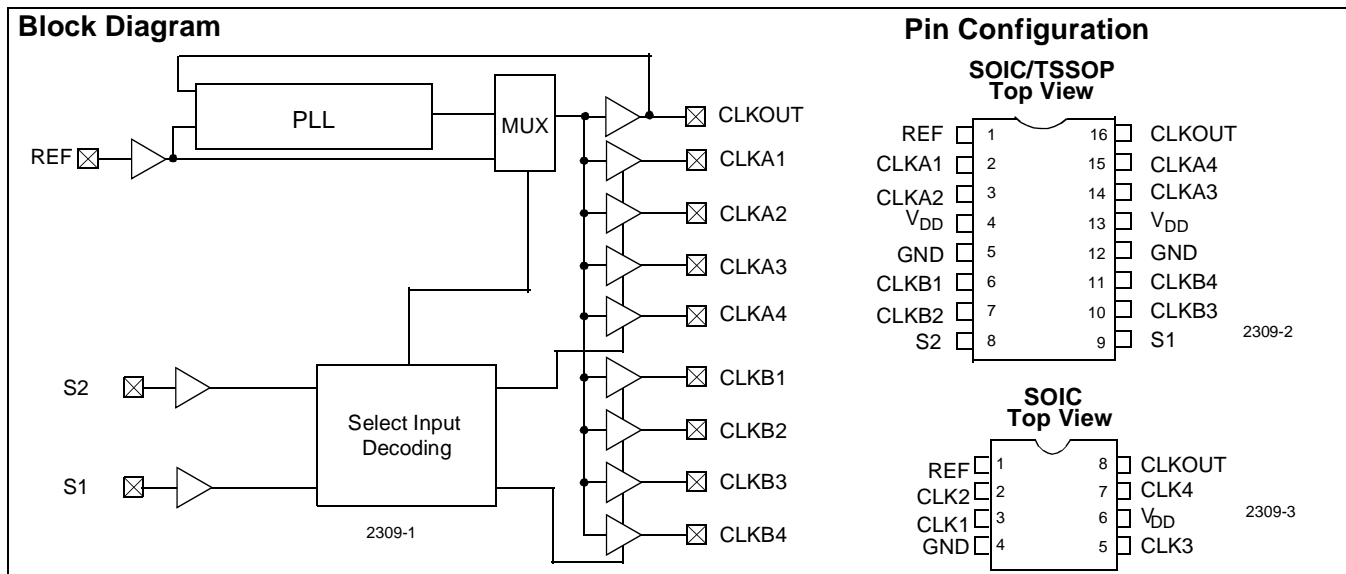 Block Diagram
PLL
MUX
REF
CLKOUT
CLKA1
CLKA2
CLKA3
CLKA4
S2
S1
Select Input
Decoding
CLKB1
CLKB2
CLKB3
CLKB4
2309-1
Pin Configuration
SOIC/TSSOP
Top View
REF 1 16 CLKOUT
CLKA1 2 15 CLKA4
CLKA2 3 14 CLKA3
VDD 4 13 VDD
GND 5 12 GND
CLKB1 6 11 CLKB4
CLKB2 7 10 CLKB3
S2 8 9 S1
2309-2
SOIC
Top View
REF 1 8 CLKOUT
CLK2 2 7 CLK4
CLK1 3 6 VDD
GND 4 5 CLK3
2309-3